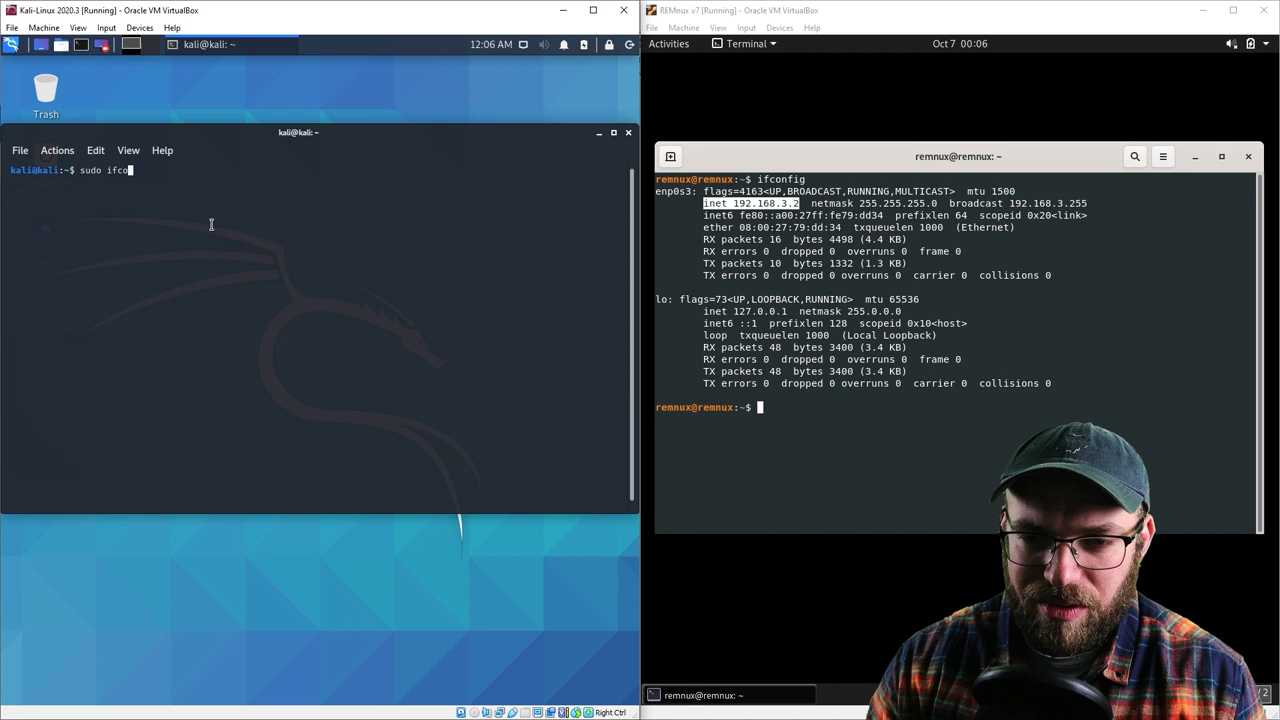 Kali-Linux 2020.3 [Running] - Oracle VM VirtualBox
File Machine View Input Devices Help
kali@kali: ~
12:06 AM
Trash
kali@kali: ~
File Actions Edit View Help
kali@kali:~$ sudo ifco
Right Ctrl
REMnux v7 [Running] - Oracle VM VirtualBox
File Machine View Input Devices Help
Activities Terminal Oct 7 00:06
remnux@remnux: ~
remnux@remnux:~$ ifconfig
enp0s3: flags=4163<UP,BROADCAST,RUNNING,MULTICAST> mtu 1500
inet 192.168.3.2 netmask 255.255.255.0 broadcast 192.168.3.255
inet6 fe80::a00:27ff:fe79:dd34 prefixlen 64 scopeid 0x20<link>
ether 08:00:27:79:dd:34 txqueuelen 1000 (Ethernet)
RX packets 16 bytes 4498 (4.4 KB)
RX errors 0 dropped 0 overruns 0 frame 0
TX packets 10 bytes 1332 (1.3 KB)
TX errors 0 dropped 0 overruns 0 carrier 0 collisions 0
lo: flags=73<UP,LOOPBACK,RUNNING> mtu 65536
inet 127.0.0.1 netmask 255.0.0.0
inet6 ::1 prefixlen 128 scopeid 0x10<host>
loop txqueuelen 1000 (Local Loopback)
RX packets 48 bytes 3400 (3.4 KB)
RX errors 0 dropped 0 overruns 0 frame 0
TX packets 48 bytes 3400 (3.4 KB)
TX errors 0 dropped 0 overruns 0 carrier 0 collisions 0
remnux@remnux:~$
remnux@remnux: ~